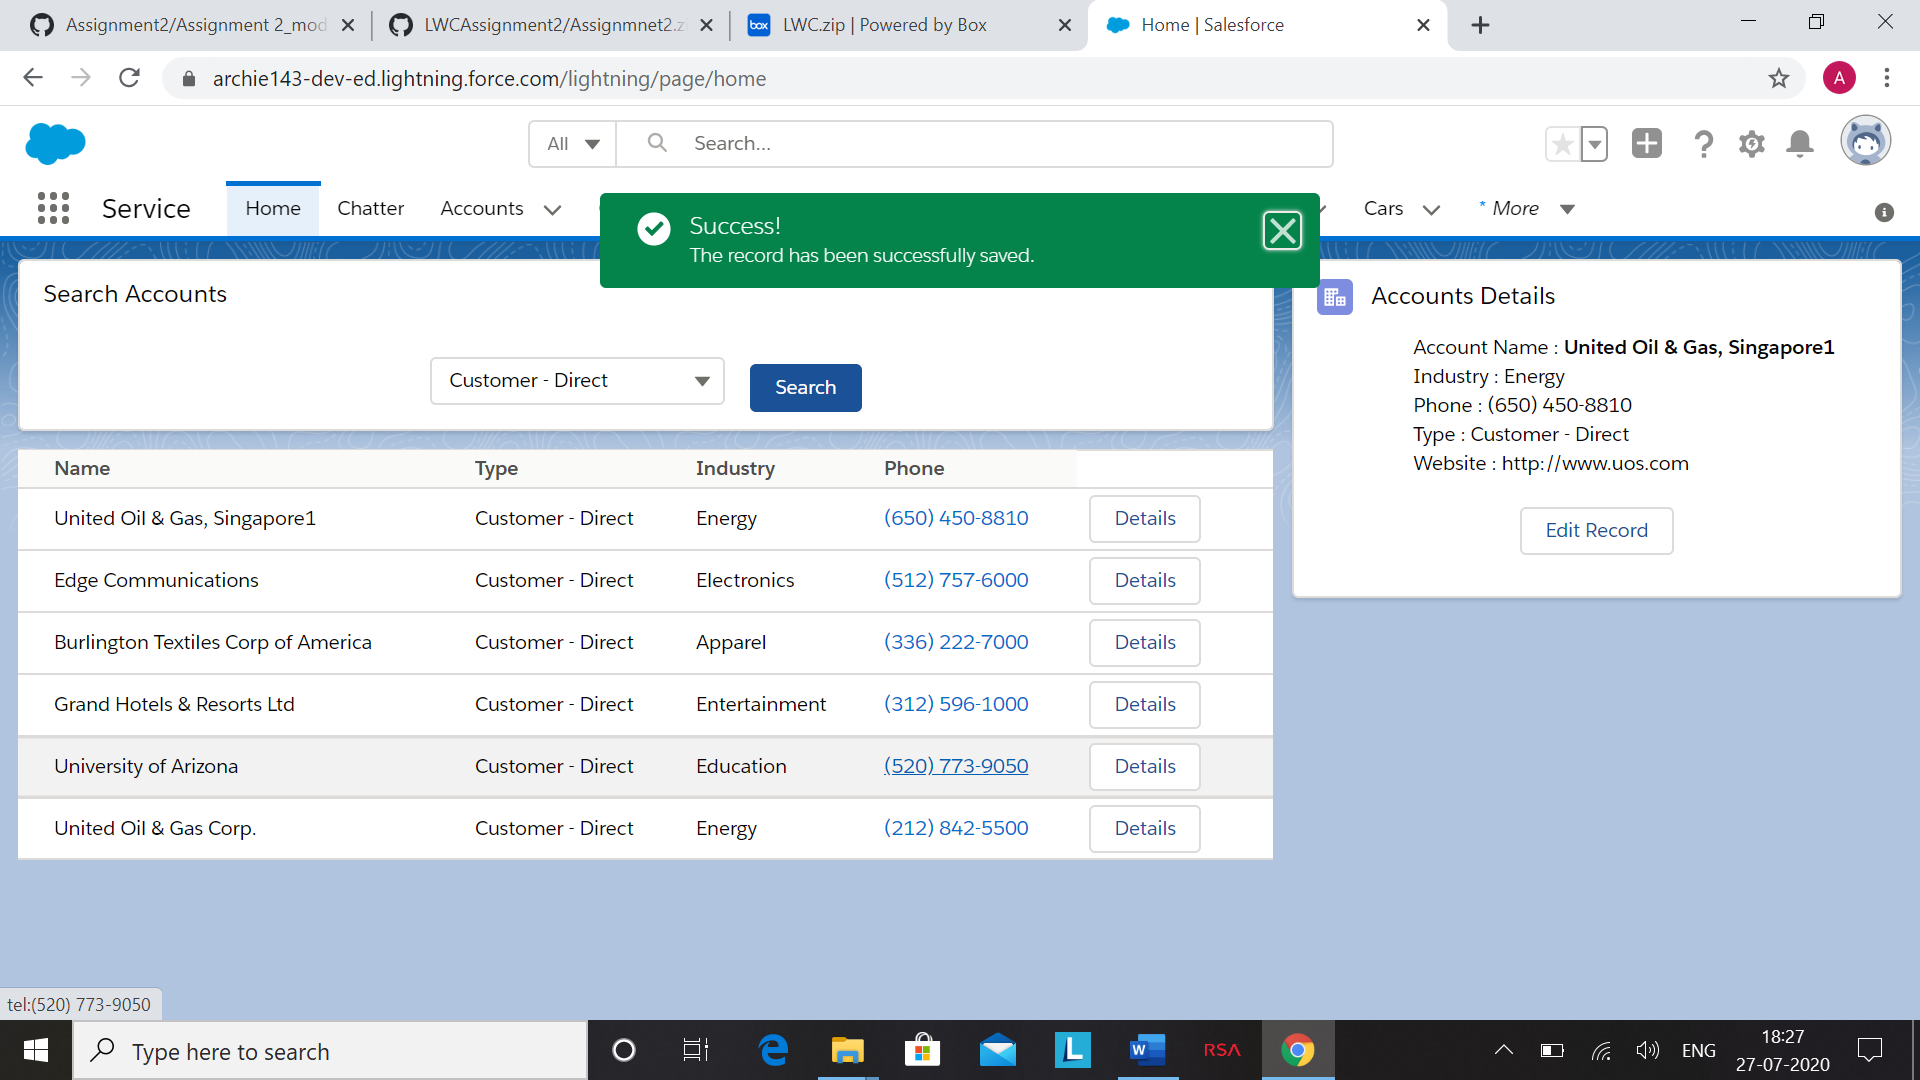 Assignment2/Assignment 2_mod
LWCAssignment2/Assignmnet2.z
box
LWC.zip | Powered by Box
Home | Salesforce
archie143-dev-ed.lightning.force.com/lightning/page/home
A
All
Search...
Service
Home
Chatter
Accounts
Cars
* More
Success!
The record has been successfully saved.
Search Accounts
Customer - Direct
Search
Name Type Industry Phone
United Oil & Gas, Singapore1 Customer - Direct Energy (650) 450-8810 Details
Edge Communications Customer - Direct Electronics (512) 757-6000 Details
Burlington Textiles Corp of America Customer - Direct Apparel (336) 222-7000 Details
Grand Hotels & Resorts Ltd Customer - Direct Entertainment (312) 596-1000 Details
University of Arizona Customer - Direct Education (520) 773-9050 Details
United Oil & Gas Corp. Customer - Direct Energy (212) 842-5500 Details
Accounts Details
Account Name : United Oil & Gas, Singapore1
Industry : Energy
Phone : (650) 450-8810
Type : Customer - Direct
Website : http://www.uos.com
Edit Record
tel:(520) 773-9050
Type here to search
L
W
RSA
ENG
18:27
27-07-2020